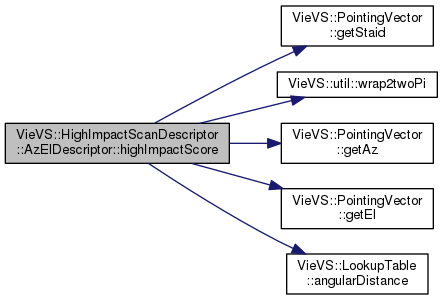 VieVS::PointingVector
::getStaid
VieVS::util::wrap2twoPi
VieVS::HighImpactScanDescriptor
::AzElDescriptor::highImpactScore
VieVS::PointingVector
::getAz
VieVS::PointingVector
::getEl
VieVS::LookupTable
::angularDistance